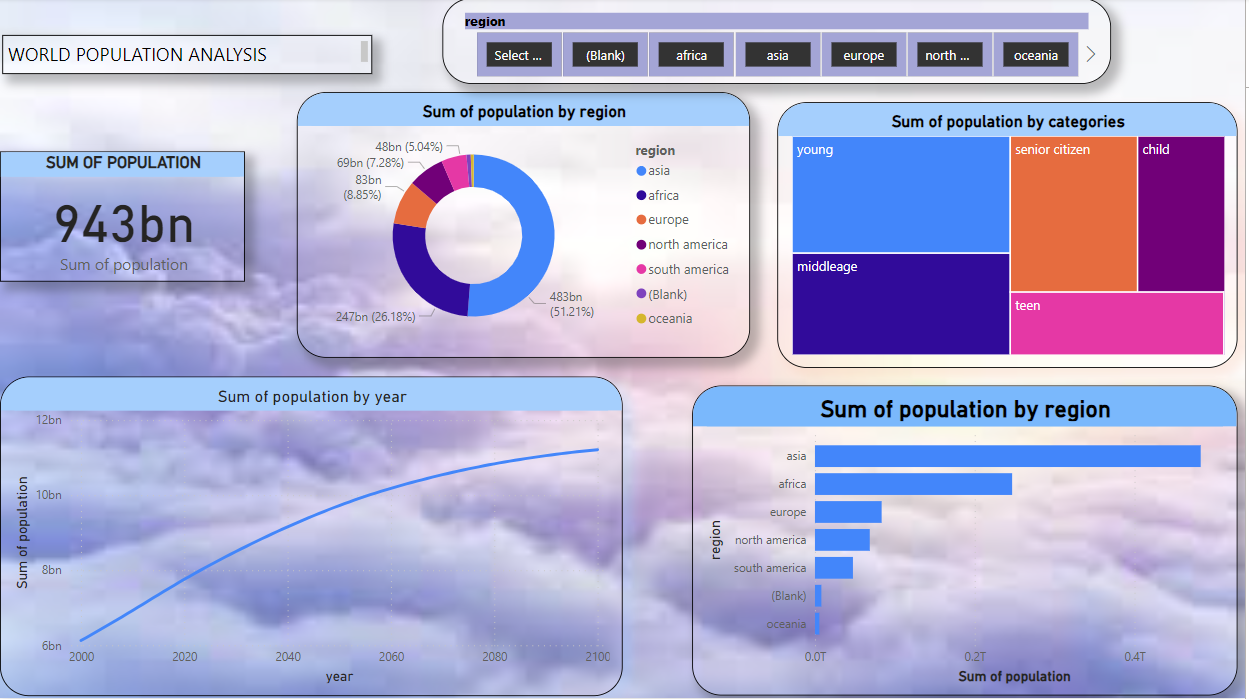 region
WORLD POPULATION ANALYSIS
Select ... (Blank) africa asia europe north ... oceania
Sum of population by region
48bn (5.04%)
69bn (7.28%)
83bn
(8.85%)
247bn (26.18%)
483bn
(51.21%)
region
asia
africa
europe
north america
south america
(Blank)
oceania
Sum of population by categories
young
senior citizen
child
middleage
teen
SUM OF POPULATION
943bn
Sum of population
Sum of population by year
12bn
10bn
8bn
6bn
Sum of population
2000 2020 2040 2060 2080 2100
year
Sum of population by region
region
asia
africa
europe
north america
south america
(Blank)
oceania
0.0T 0.2T 0.4T
Sum of population